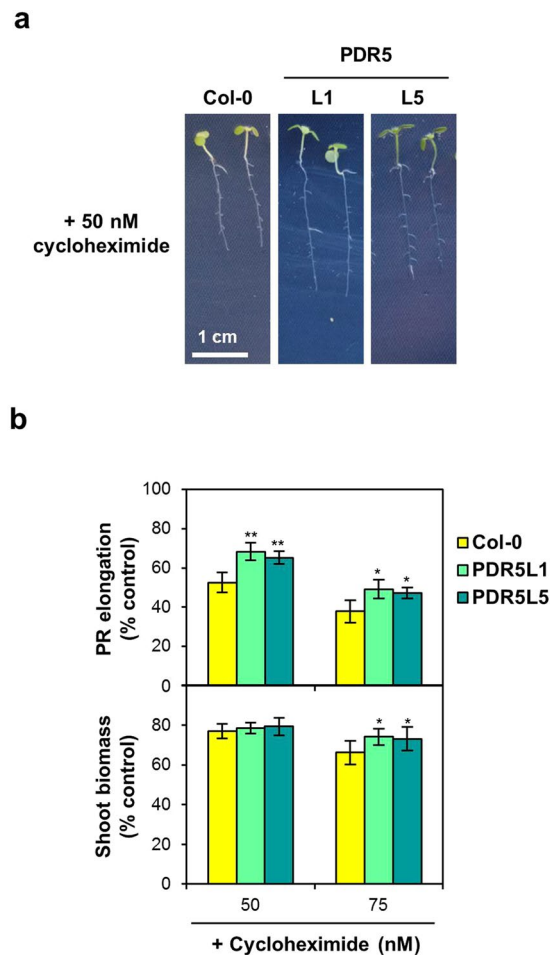 a
PDR5
Col-0
L1
L5
+ 50 nM
cycloheximide
1 cm
b
100
80
60
40
20
0
PR elongation
(% control)
** **
* *
Col-0
PDR5L1
PDR5L5
80
60
40
20
0
Shoot biomass
(% control)
* *
50
75
+ Cycloheximide (nM)